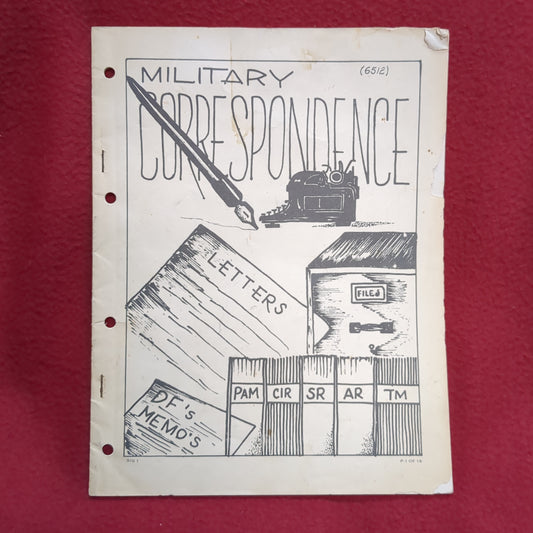 MILITARY
(6512)
CORRESPONDENCE
LETTERS
FILED
PAM CIR SR AR TM
DF's
MEMO'S